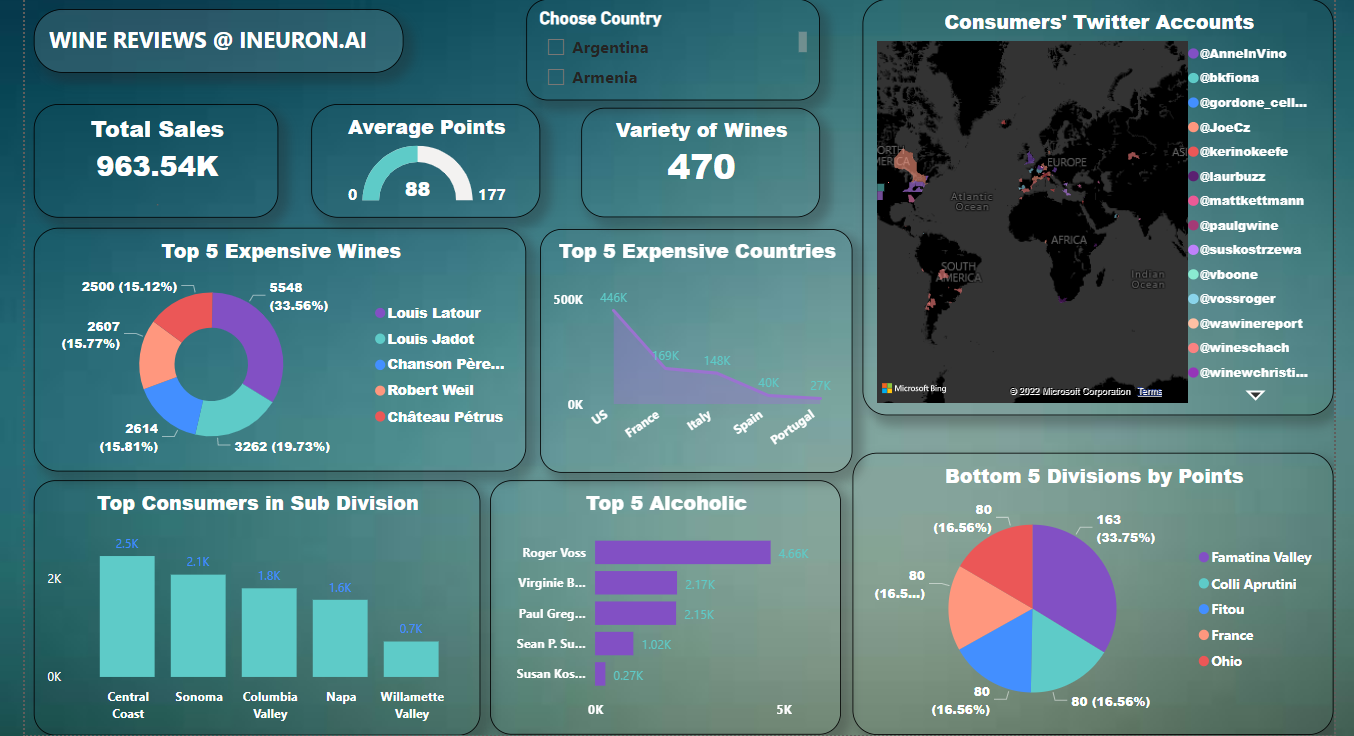 WINE REVIEWS @ INEURON.AI
Choose Country
Argentina
Armenia
Total Sales
963.54K
Average Points
0
88
177
Variety of Wines
470
Consumers' Twitter Accounts
NORTH
AMERICA
EUROPE
ASI
Atlantic
Ocean
AFRICA
SOUTH
AMERICA
Indian
Ocean
Microsoft Bing
© 2022 Microsoft Corporation
Terms
@AnneInVino
@bkfiona
@gordone_cell...
@JoeCz
@kerinokeefe
@laurbuzz
@mattkettmann
@paulgwine
@suskostrzewa
@vboone
@vossroger
@wawinereport
@wineschach
@winewchristi...
Top 5 Expensive Wines
2500 (15.12%)
5548
(33.56%)
2607
(15.77%)
2614
(15.81%)
3262 (19.73%)
Louis Latour
Louis Jadot
Chanson Père...
Robert Weil
Château Pétrus
Top 5 Expensive Countries
500K
0K
446K
169K
148K
40K
27K
US
France
Italy
Spain
Portugal
Top Consumers in Sub Division
2K
0K
2.5K
2.1K
1.8K
1.6K
0.7K
Central
Coast
Sonoma
Columbia
Valley
Napa
Willamette
Valley
Top 5 Alcoholic
Roger Voss
4.66K
Virginie B...
2.17K
Paul Greg...
2.15K
Sean P. Su...
1.02K
Susan Kos...
0.27K
0K
5K
Bottom 5 Divisions by Points
80
(16.56%)
163
(33.75%)
80
(16.5...)
80
(16.56%)
80 (16.56%)
Famatina Valley
Colli Aprutini
Fitou
France
Ohio